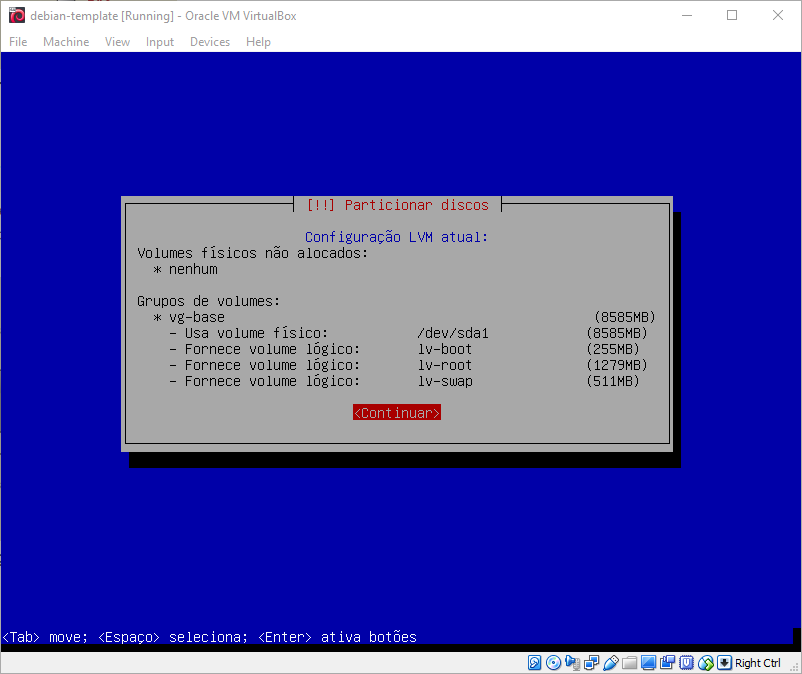 debian-template [Running] - Oracle VM VirtualBox
File Machine View Input Devices Help
[!!] Particionar discos
Configuração LVM atual:
Volumes físicos não alocados:
* nenhum
Grupos de volumes:
* vg-base (8585MB)
- Usa volume físico: /dev/sda1 (8585MB)
- Fornece volume lógico: lv-boot (255MB)
- Fornece volume lógico: lv-root (1279MB)
- Fornece volume lógico: lv-swap (511MB)
<Continuar>
<Tab> move; <Espaço> seleciona; <Enter> ativa botões
Right Ctrl